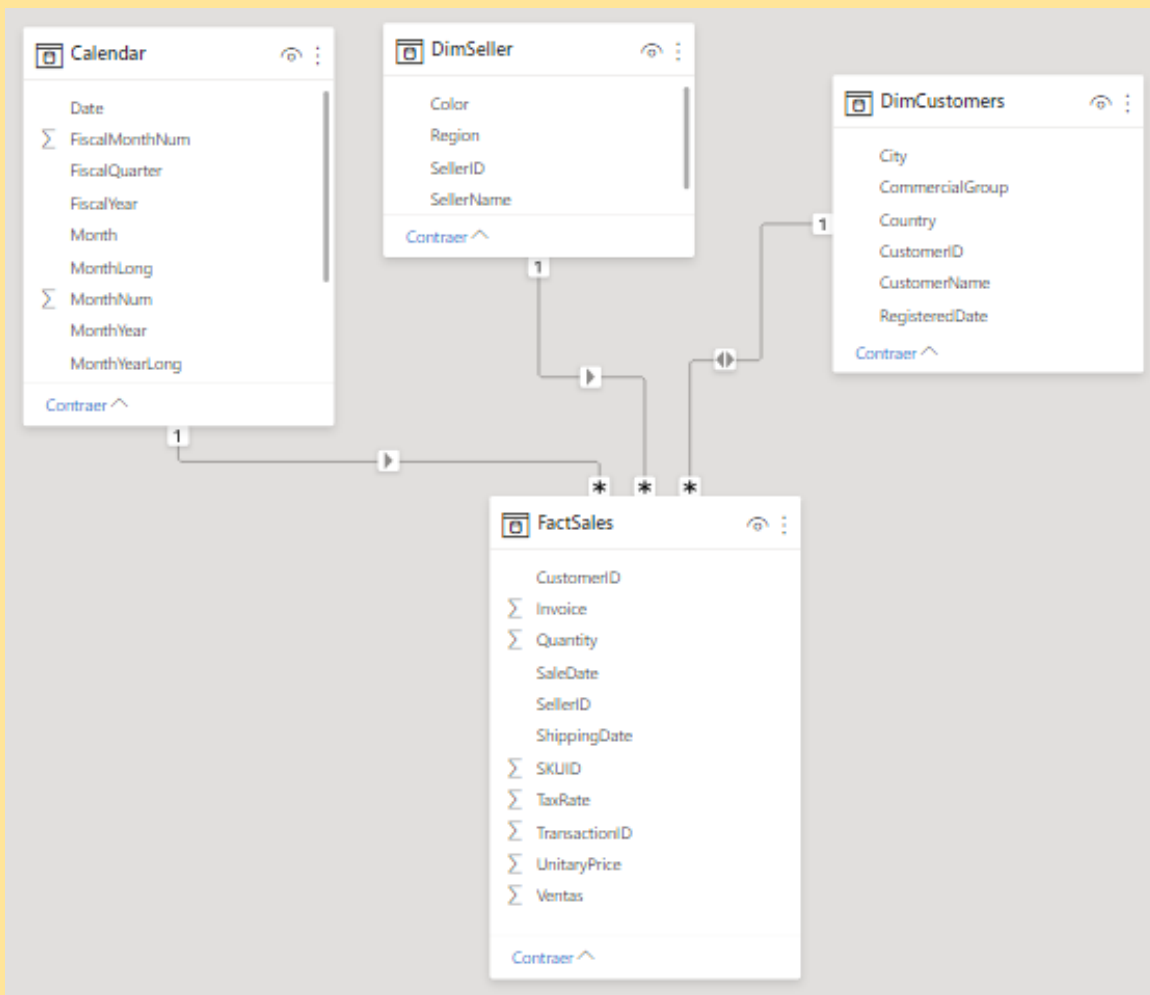 Calendar
Date
Σ FiscalMonthNum
FiscalQuarter
FiscalYear
Month
MonthLong
Σ MonthNum
MonthYear
MonthYearLong
Contraer
DimSeller
Color
Region
SellerID
SellerName
Contraer
DimCustomers
City
CommercialGroup
Country
CustomerID
CustomerName
RegisteredDate
Contraer
1
1
1
* * *
FactSales
CustomerID
Σ Invoice
Σ Quantity
SaleDate
SellerID
ShippingDate
Σ SKUID
Σ TaxRate
Σ TransactionID
Σ UnitaryPrice
Σ Ventas
Contraer